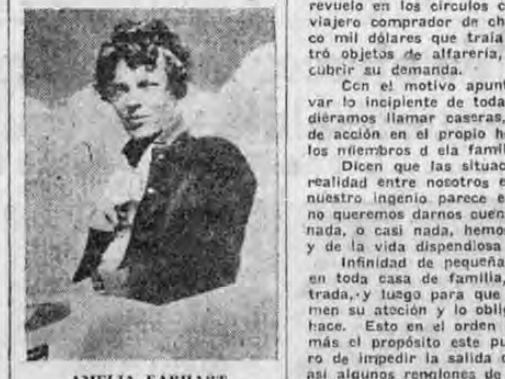 revuelo en los círculos c
viajero comprador de ch
co mil dólares que traía
tró objetos de alfarería,
cubrir su demanda.
Con el motivo apunt
var lo incipiente de toda
diéramos llamar caseras,
de acción en el propio h
los miembros d ela famil
Dicen que las situac
realidad entre nosotros e
nuestro ingenio parece e
no queremos darnos cuen
nada, o casi nada, hemos
y de la vida dispendiosa
Infinidad de pequeña
en toda casa de familia,
trada, y luego para que
men su atoción y lo oblig
hace. Esto en el orden
más el propósito este pu
ro de impedir la salida d
así algunos renglones de
AMELIA EARHART